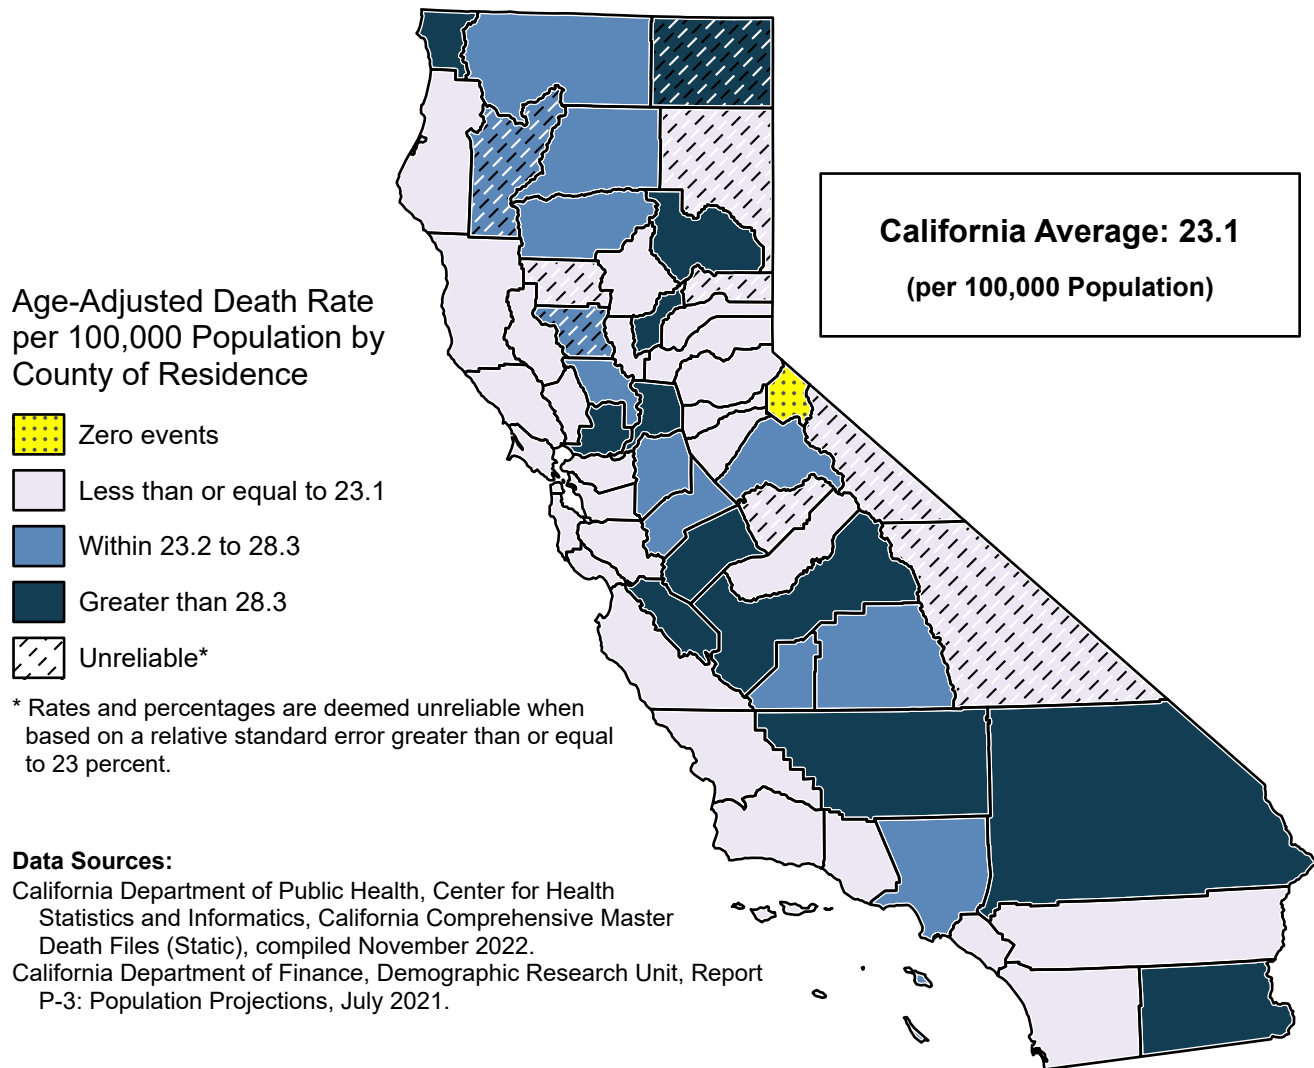 California Average: 23.1
(per 100,000 Population)
Age-Adjusted Death Rate
per 100,000 Population by
County of Residence
Zero events
Less than or equal to 23.1
Within 23.2 to 28.3
Greater than 28.3
Unreliable*
* Rates and percentages are deemed unreliable when
based on a relative standard error greater than or equal
to 23 percent.
Data Sources:
California Department of Public Health, Center for Health
Statistics and Informatics, California Comprehensive Master
Death Files (Static), compiled November 2022.
California Department of Finance, Demographic Research Unit, Report
P-3: Population Projections, July 2021.